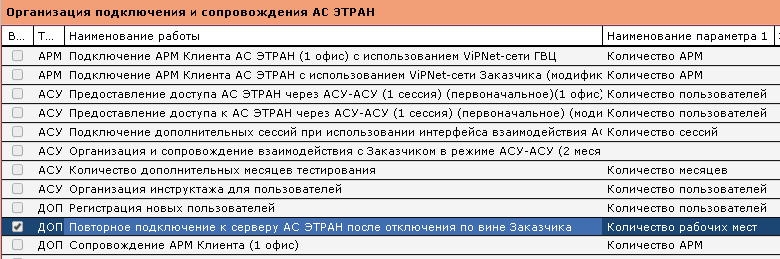 Организация подключения и сопровождения АС ЭТРАН
В... Т... Наименование работы Наименование параметра 1
АРМ Подключение АРМ Клиента АС ЭТРАН (1 офис) с использованием ViPNet-сети ГВЦ Количество АРМ
АРМ Подключение АРМ Клиента АС ЭТРАН с использованием ViPNet-сети Заказчика (модифик Количество АРМ
АСУ Предоставление доступа АС ЭТРАН через АСУ-АСУ (1 сессия) (первоначальное)(1 офис) Количество пользователей
АСУ Предоставление доступа к АС ЭТРАН через АСУ-АСУ (1 сессия) (первоначальное) (моди Количество пользователей
АСУ Подключение дополнительных сессий при использовании интерфейса взаимодействия АС Количество сессий
АСУ Организация и сопровождение взаимодействия с Заказчиком в режиме АСУ-АСУ (2 меся
АСУ Количество дополнительных месяцев тестирования Количество месяцев
АСУ Организация инструктажа для пользователей Количество пользователей
ДОП Регистрация новых пользователей Количество пользователей
ДОП Повторное подключение к серверу АС ЭТРАН после отключения по вине Заказчика Количество рабочих мест
ДОП Сопровождение АРМ Клиента (1 офис) Количество АРМ